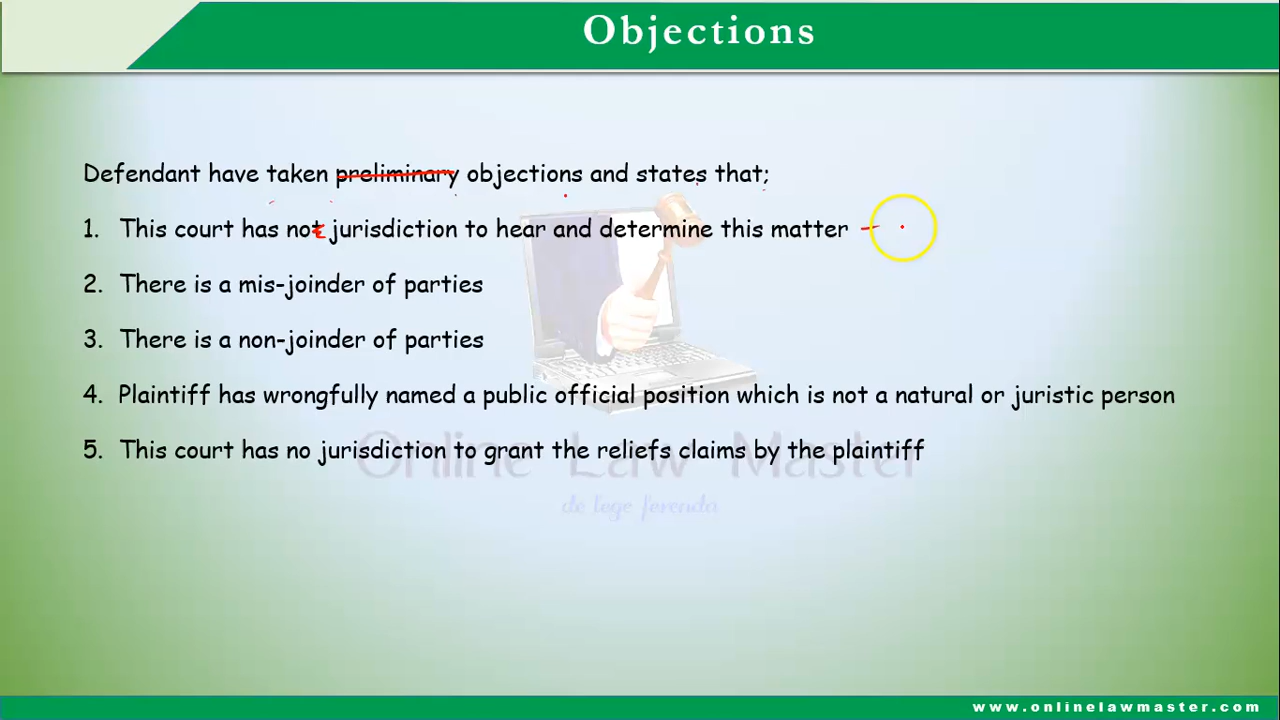 Objections
Defendant have taken preliminary objections and states that;
1. This court has not jurisdiction to hear and determine this matter
2. There is a mis-joinder of parties
3. There is a non-joinder of parties
4. Plaintiff has wrongfully named a public official position which is not a natural or juristic person
5. This court has no jurisdiction to grant the reliefs claims by the plaintiff
Online Law Master
de lege ferenda
www.onlinelawmaster.com